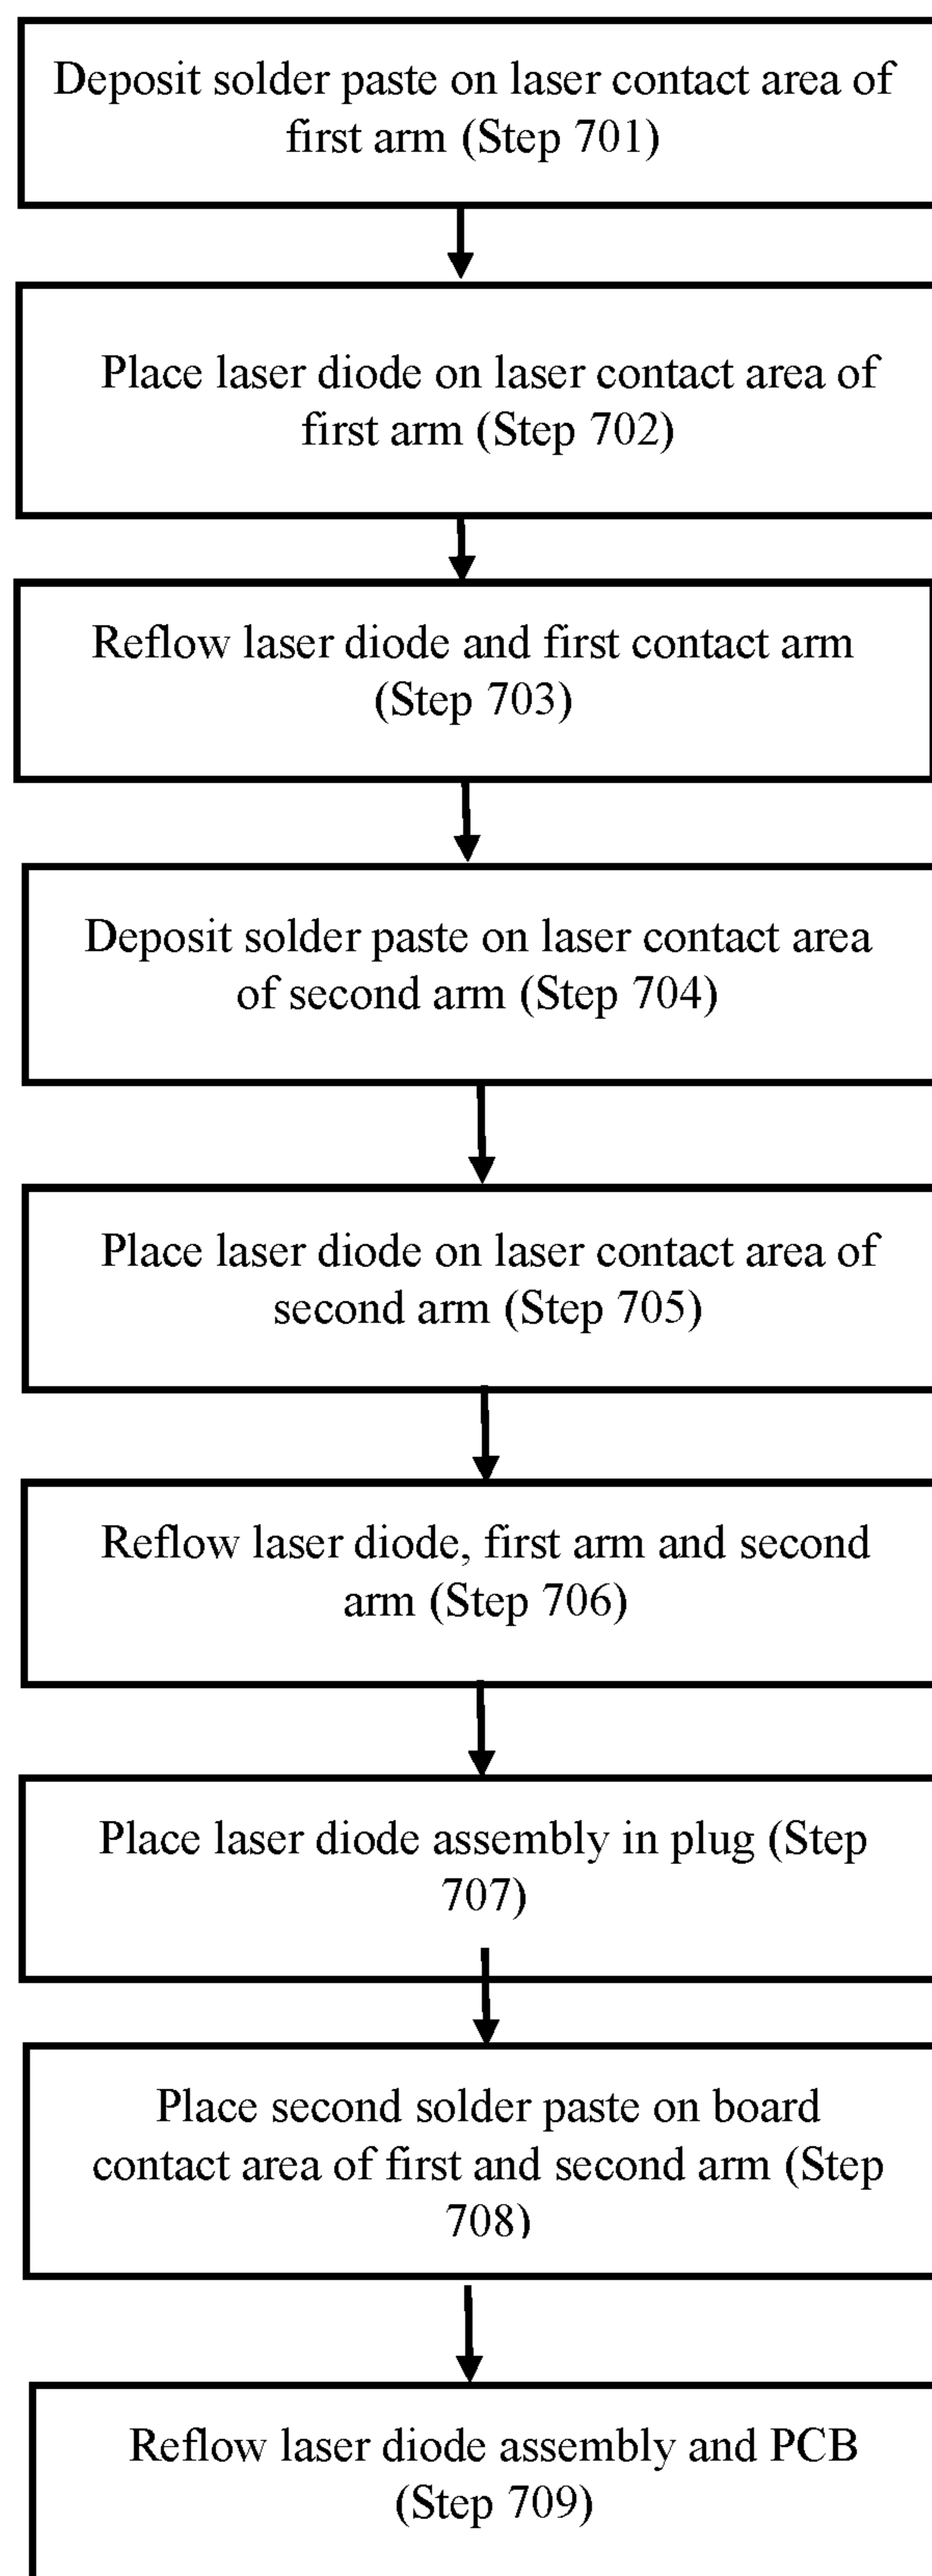 Deposit solder paste on laser contact area of
first arm (Step 701)
Place laser diode on laser contact area of
first arm (Step 702)
Reflow laser diode and first contact arm
(Step 703)
Deposit solder paste on laser contact area
of second arm (Step 704)
Place laser diode on laser contact area of
second arm (Step 705)
Reflow laser diode, first arm and second
arm (Step 706)
Place laser diode assembly in plug (Step
707)
Place second solder paste on board
contact area of first and second arm (Step
708)
Reflow laser diode assembly and PCB
(Step 709)